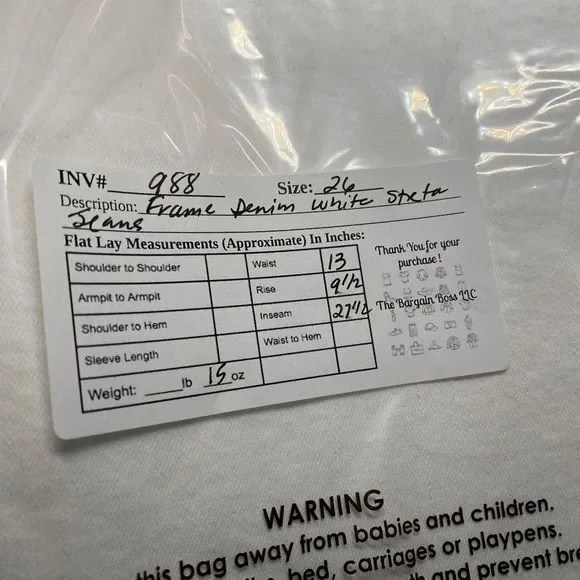 INV# 988 Size: 26
Description: Frame Denim White
Jeans
Flat Lay Measurements (Approximate) In Inches:
Shoulder to Shoulder Waist 13
Armpit to Armpit Rise 9 1/2
Shoulder to Hem Inseam 27 1/2
Sleeve Length Waist to Hem
Weight: ____ lb 15 oz
Thank You for your
purchase!
The Bargain Boss LLC
WARNING
this bag away from babies and children.
bed, carriages or playpens.
and prevent bre